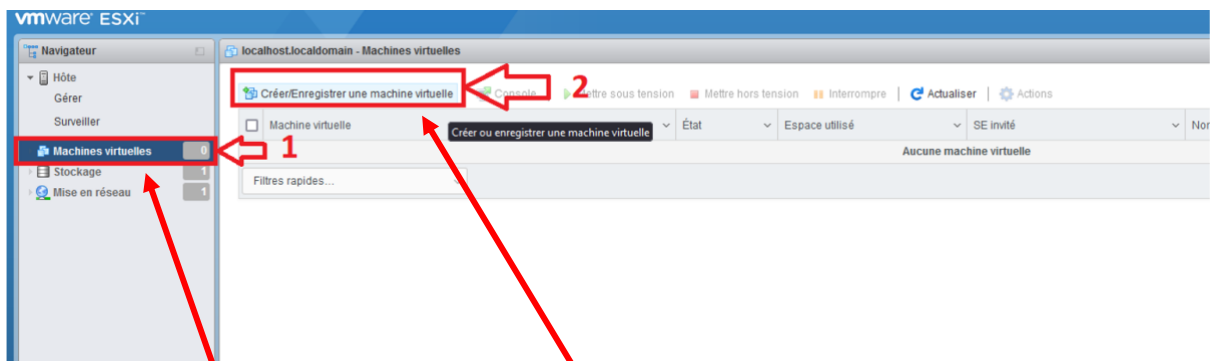 vmware ESXi™
Navigateur
localhost.localdomain - Machines virtuelles
Hôte
Gérer
Surveiller
Machines virtuelles 0
Stockage 1
Mise en réseau 1
1
Créer/Enregistrer une machine virtuelle
2
Console Mettre sous tension Mettre hors tension Interrompre Actualiser Actions
Machine virtuelle État Espace utilisé SE invité
Créer ou enregistrer une machine virtuelle
Aucune machine virtuelle
Filtres rapides...